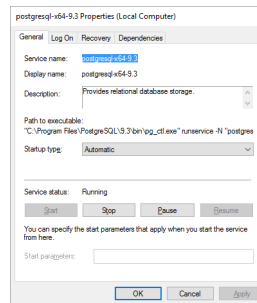 postgresql-x64-9.3 Properties (Local Computer)
General Log On Recovery Dependencies
Service name: postgresql-x64-9.3
Display name: postgresql-x64-9.3
Description: Provides relational database storage.
Path to executable:
"C:\Program Files\PostgreSQL\9.3\bin\pg_ctl.exe" runservice -N "postgres
Startup type: Automatic
Service status: Running
Start Stop Pause Resume
You can specify the start parameters that apply when you start the service
from here.
Start parameters:
OK Cancel Apply